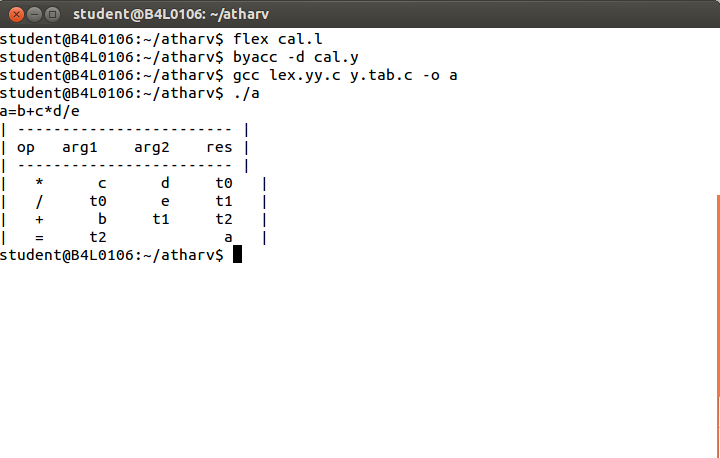 student@B4L0106: ~/atharv
student@B4L0106:~/atharv$ flex cal.l
student@B4L0106:~/atharv$ byacc -d cal.y
student@B4L0106:~/atharv$ gcc lex.yy.c y.tab.c -o a
student@B4L0106:~/atharv$ ./a
a=b+c*d/e
| ------------------------ |
| op   arg1    arg2    res |
| ------------------------ |
|   *      c      d     t0   |
|   /     t0      e     t1   |
|   +      b     t1     t2   |
|   =     t2             a   |
student@B4L0106:~/atharv$